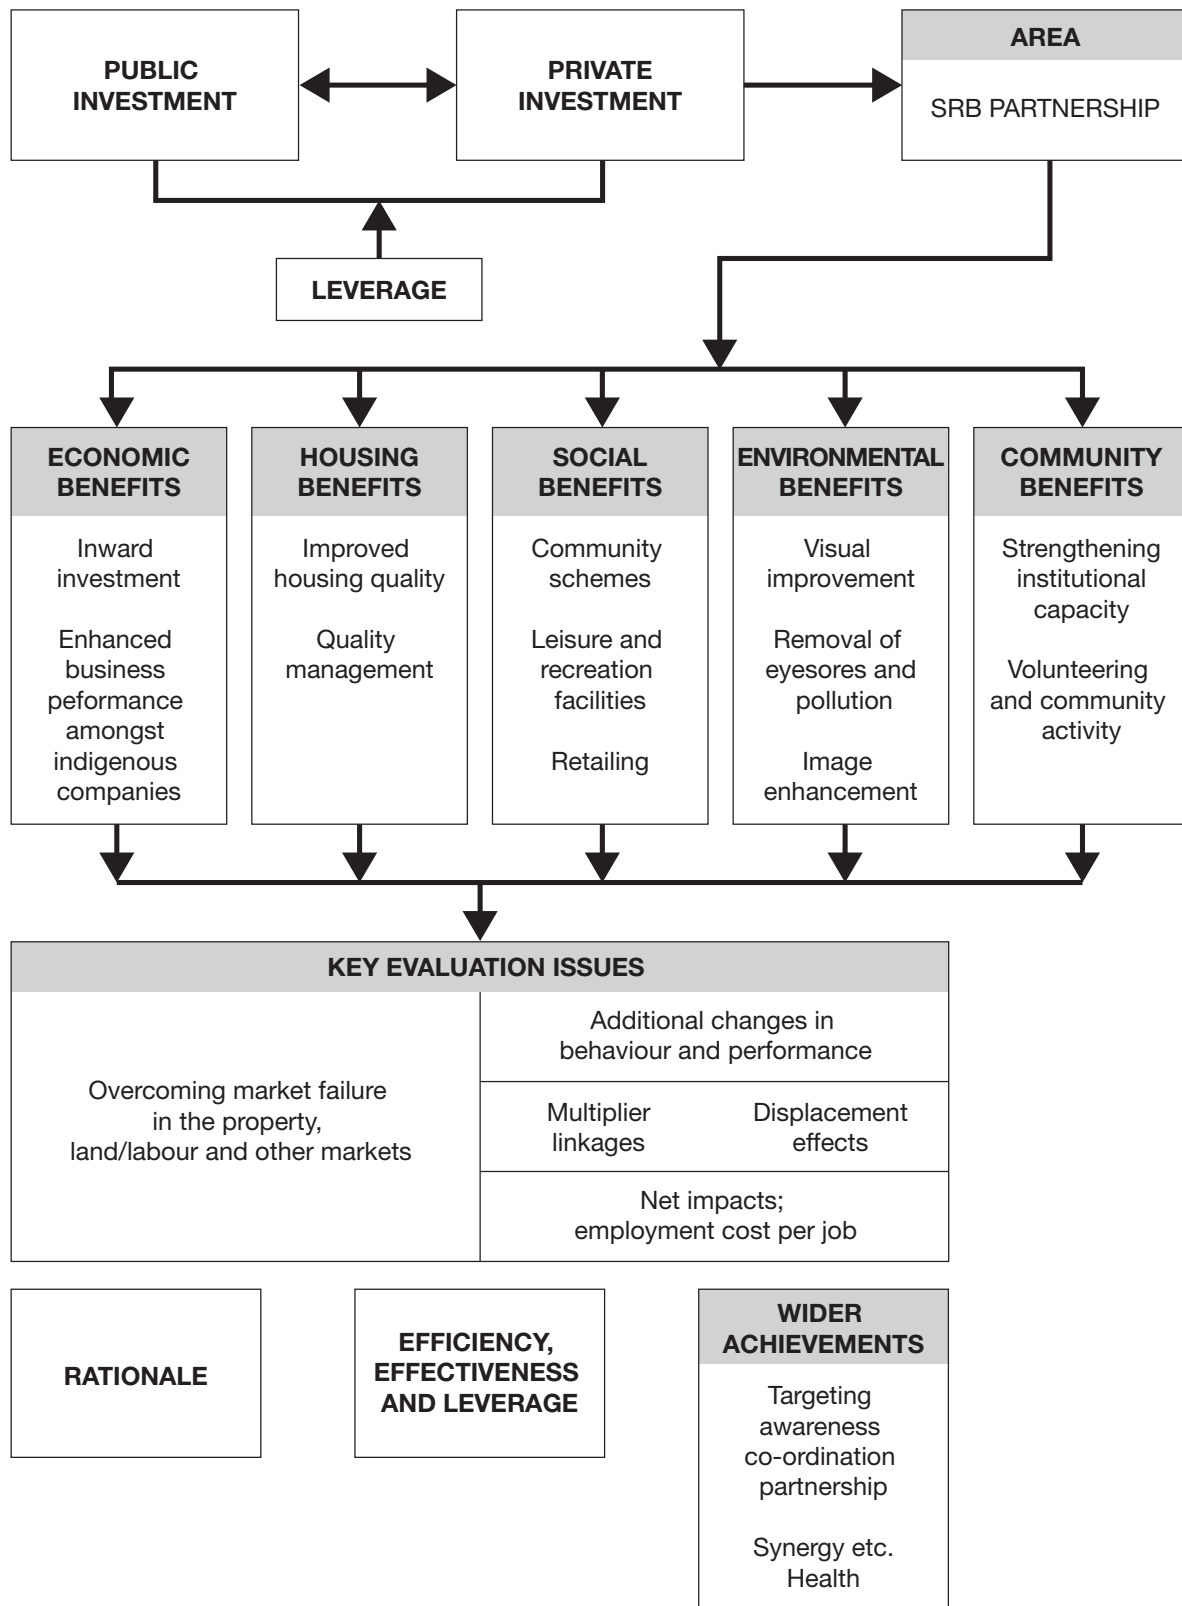 PUBLIC
INVESTMENT
PRIVATE
INVESTMENT
AREA
SRB PARTNERSHIP
LEVERAGE
ECONOMIC
BENEFITS
Inward
investment
Enhanced
business
peformance
amongst
indigenous
companies
HOUSING
BENEFITS
Improved
housing quality
Quality
management
SOCIAL
BENEFITS
Community
schemes
Leisure and
recreation
facilities
Retailing
ENVIRONMENTAL
BENEFITS
Visual
improvement
Removal of
eyesores and
pollution
Image
enhancement
COMMUNITY
BENEFITS
Strengthening
institutional
capacity
Volunteering
and community
activity
KEY EVALUATION ISSUES
Overcoming market failure
in the property,
land/labour and other markets
Additional changes in
behaviour and performance
Multiplier
linkages
Displacement
effects
Net impacts;
employment cost per job
RATIONALE
EFFICIENCY,
EFFECTIVENESS
AND LEVERAGE
WIDER
ACHIEVEMENTS
Targeting
awareness
co-ordination
partnership
Synergy etc.
Health